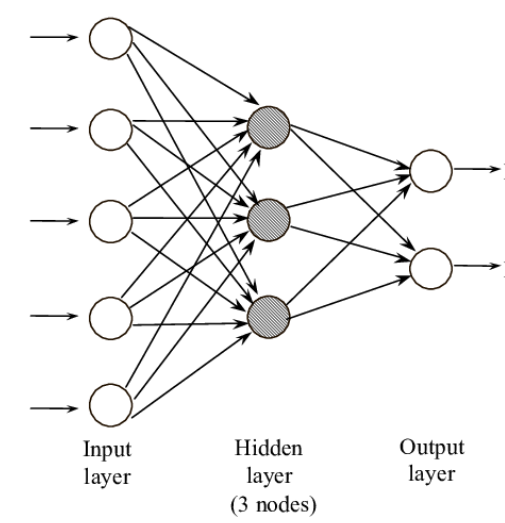 Input
layer
Hidden
layer
(3 nodes)
Output
layer